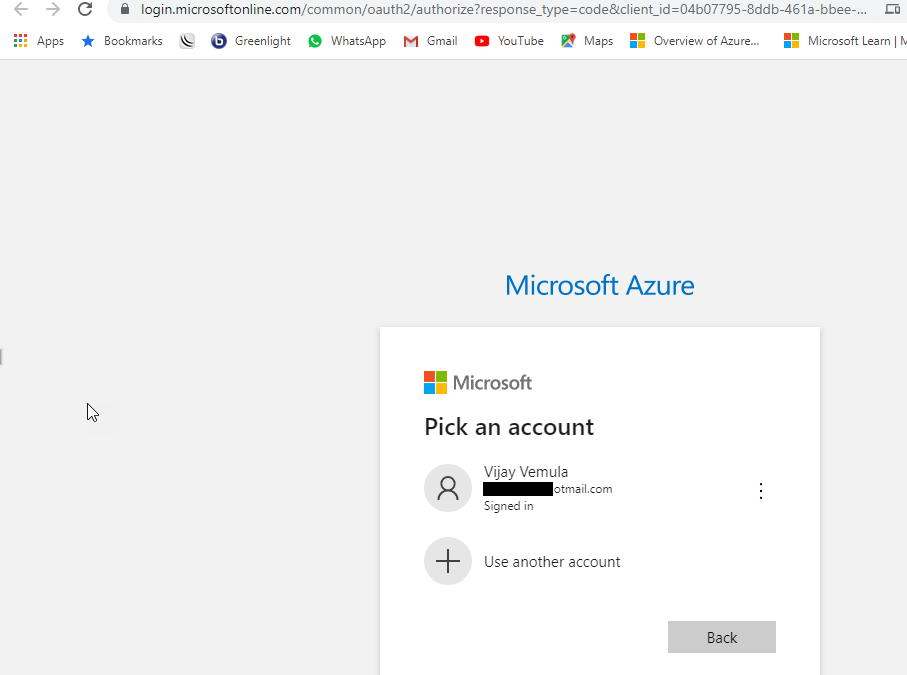 login.microsoftonline.com/common/oauth2/authorize?response_type=code&client_id=04b07795-8ddb-461a-bbee-...
Apps Bookmarks Greenlight WhatsApp Gmail YouTube Maps Overview of Azure... Microsoft Learn | M
Microsoft Azure
Microsoft
Pick an account
Vijay Vemula
otmail.com
Signed in
Use another account
Back